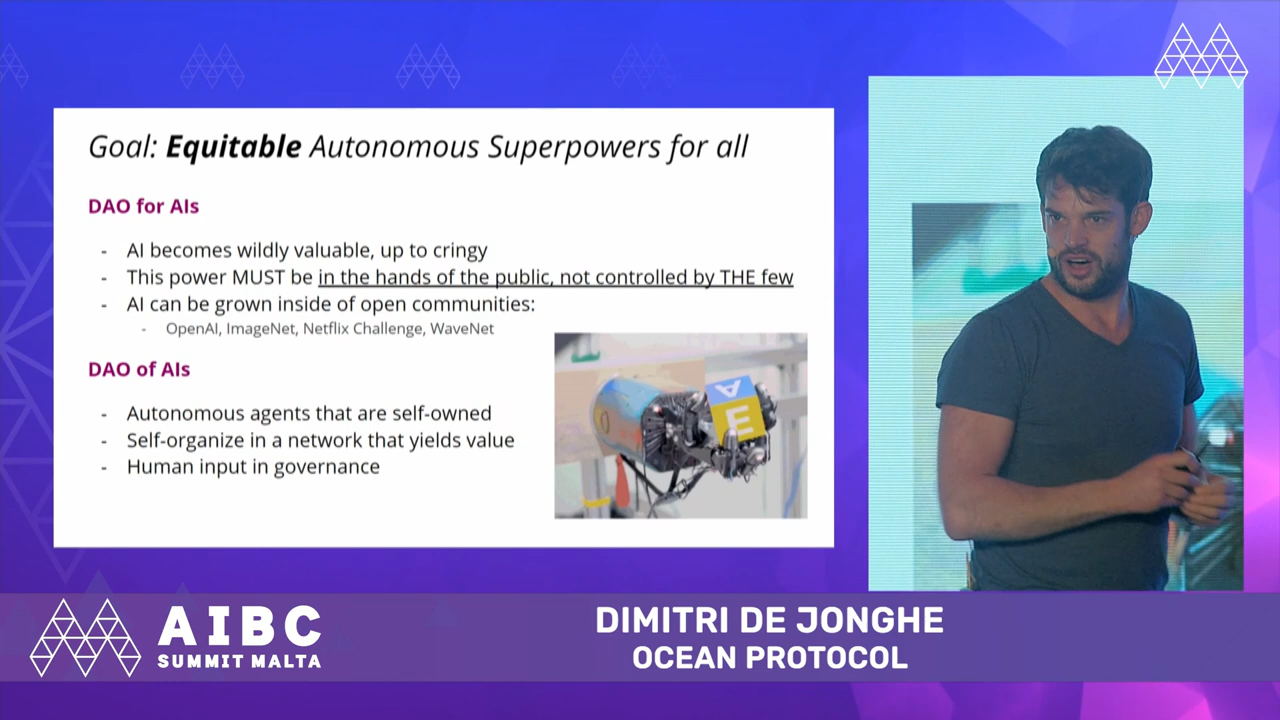 Goal: Equitable Autonomous Superpowers for all
DAO for AIs
- AI becomes wildly valuable, up to cringy
- This power MUST be in the hands of the public, not controlled by THE few
- AI can be grown inside of open communities:
- OpenAI, ImageNet, Netflix Challenge, WaveNet
DAO of AIs
- Autonomous agents that are self-owned
- Self-organize in a network that yields value
- Human input in governance
A
E
AIBC
SUMMIT MALTA
DIMITRI DE JONGHE
OCEAN PROTOCOL